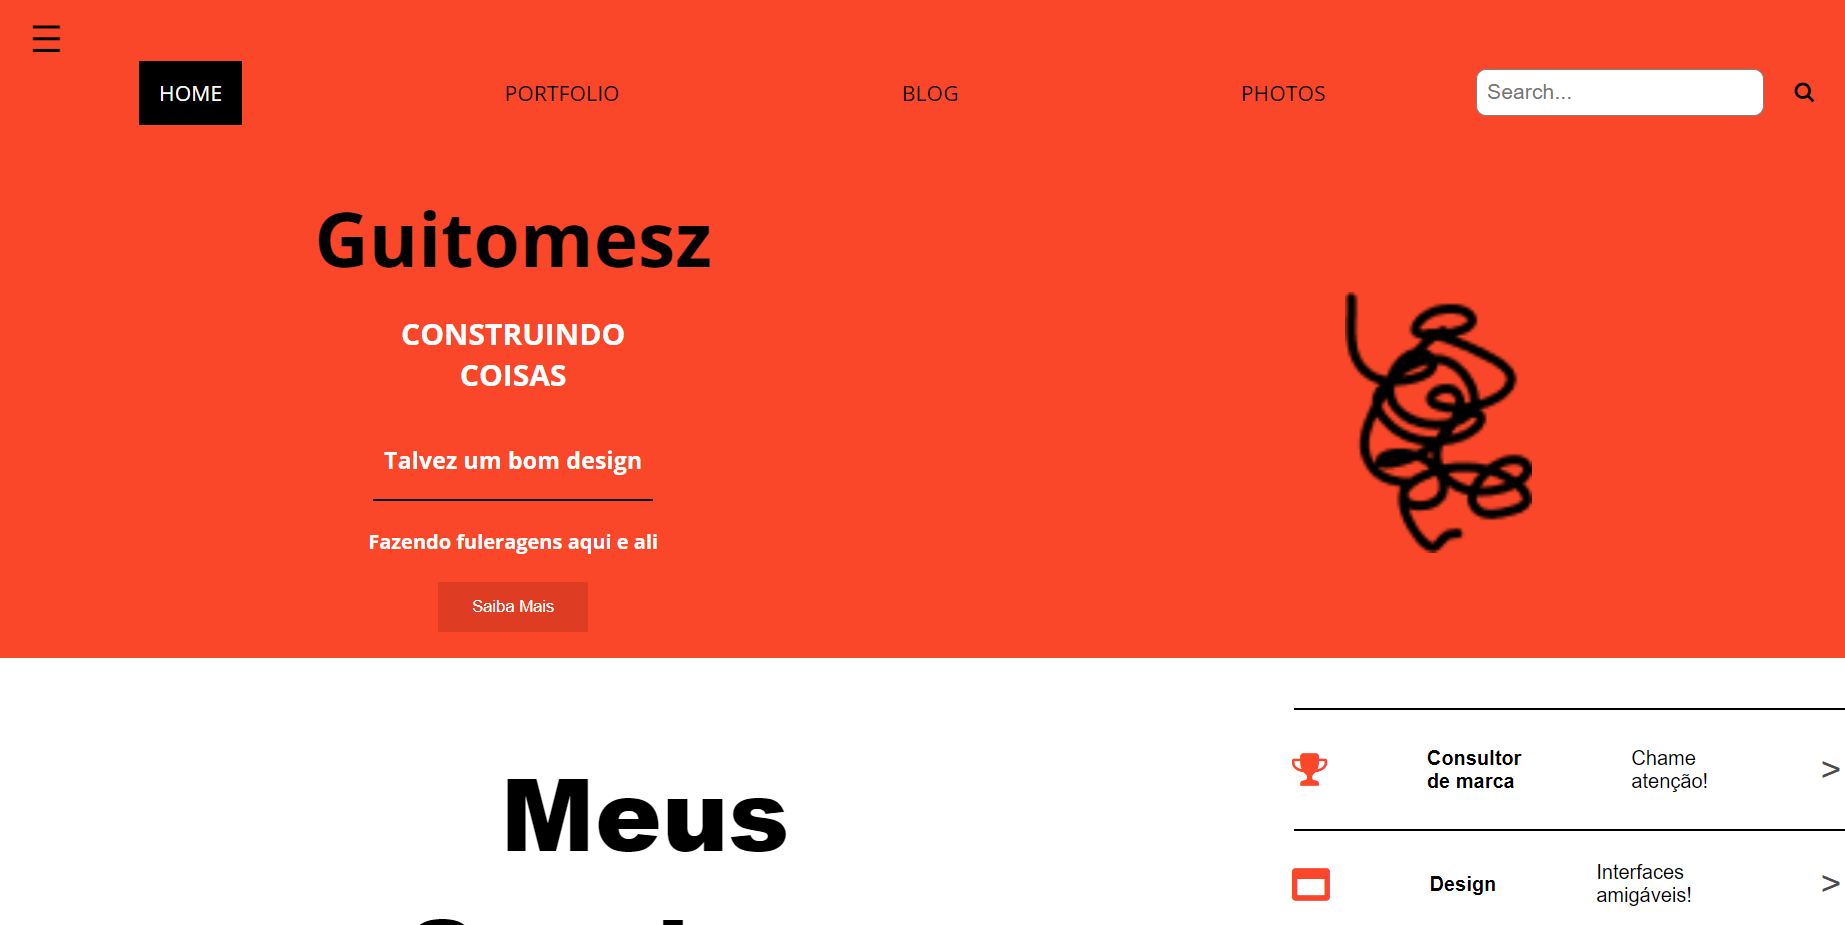 HOME
PORTFOLIO
BLOG
PHOTOS
Search...
Guitomesz
CONSTRUINDO
COISAS
Talvez um bom design
Fazendo fuleragens aqui e ali
Saiba Mais
Meus
Consultor
de marca
Chame
atenção!
>
Design
Interfaces
amigáveis!
>